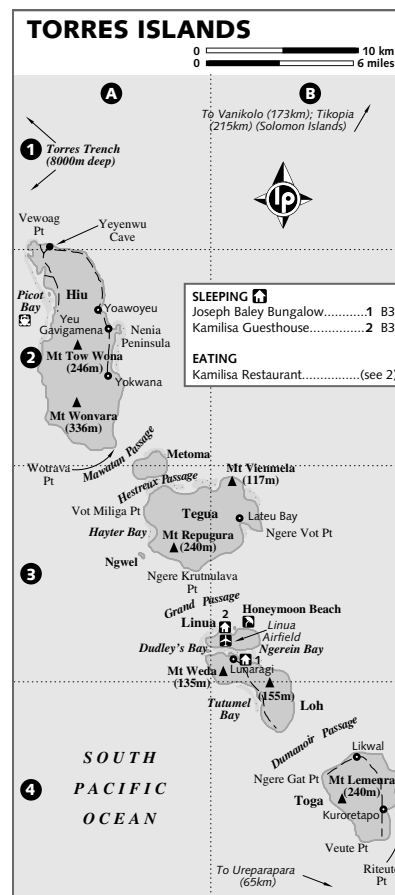 TORRES ISLANDS
0 10 km
0 6 miles
A B
To Vanikolo (173km); Tikopia
(215km) (Solomon Islands)
1
Torres Trench
(8000m deep)
lp
Vewoag
Pt
Yeyenwu
Cave
Picot
Bay
Hiu
Yoawoyeu
Yeu
Gavigamena
Nenia
Peninsula
2
Mt Tow Wona
(246m)
Yokwana
Mt Wonvara
(336m)
SLEEPING
Joseph Baley Bungalow............1 B3
Kamilisa Guesthouse..............2 B3
EATING
Kamilisa Restaurant..............(see 2)
Wotrava
Pt
Mawatan Passage
Metoma
Hestreux Passage
Mt Vienmela
(117m)
Vot Miliga Pt
Tegua
Lateu Bay
Hayter Bay
Mt Repugura
(240m)
Ngere Vot Pt
Ngwel
3
Ngere Krutnulava
Pt
Grand Passage
2
Honeymoon Beach
Linua
Linua
Airfield
Dudley's Bay
Ngerein Bay
1
Mt Weda
(135m)
Lunaragi
(155m)
Tutumel
Bay
Loh
Dumanoir Passage
Likwal
SOUTH
PACIFIC
OCEAN
4
Ngere Gat Pt
Mt Lemeura
(240m)
Toga
Kuroretapo
Veute Pt
To Ureparapara
(65km)
Riteute
Pt